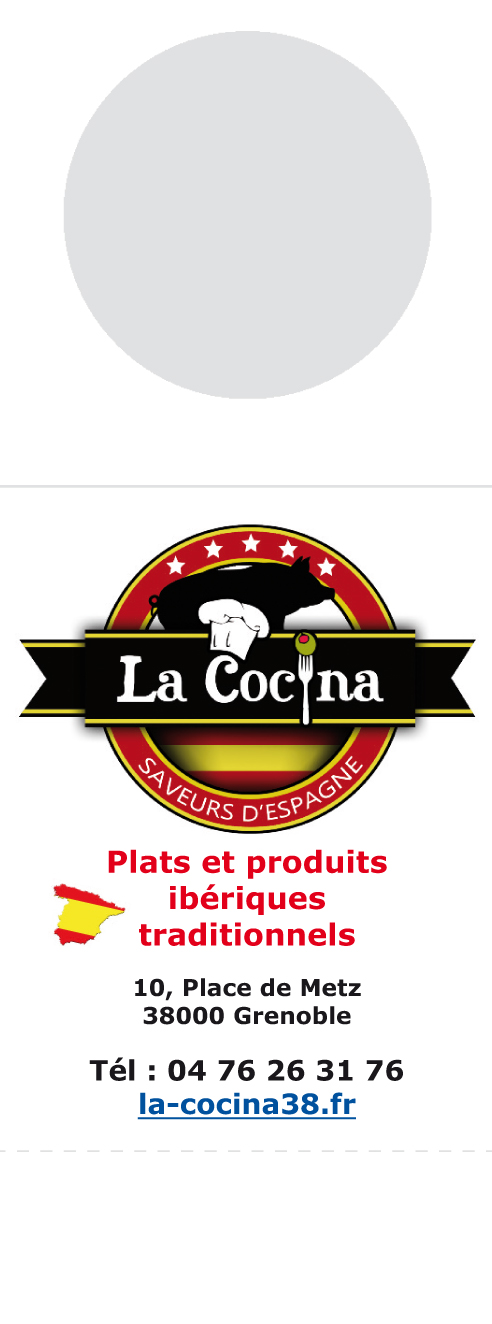 La Cocina
SAVEURS D'ESPAGNE
Plats et produits
ibériques
traditionnels
10, Place de Metz
38000 Grenoble
Tél : 04 76 26 31 76
la-cocina38.fr